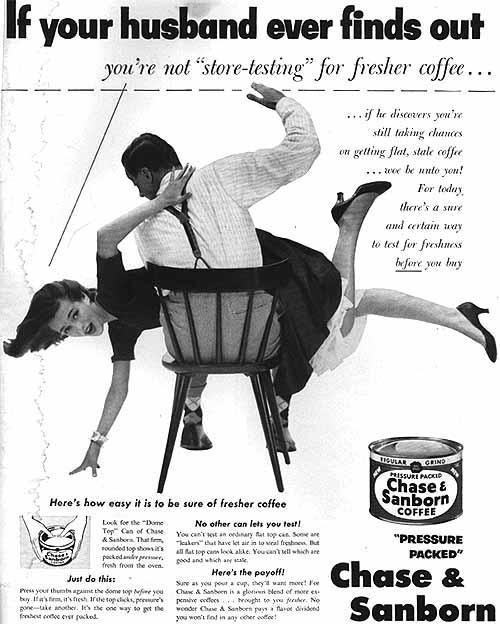 If your husband ever finds out
you're not "store-testing" for fresher coffee...
...if he discovers you're
still taking chances
on getting flat, stale coffee
...woe be unto you!
For today
there's a sure
and certain way
to test for freshness
before you buy
REGULAR GRIND
PRESSURE PACKED
Chase &
Sanborn
COFFEE
"PRESSURE
PACKED"
Chase &
Sanborn
Here's how easy it is to be sure of fresher coffee
Look for the "Dome
Top" Can of Chase
& Sanborn. That firm,
rounded top shows it's
packed under pressure,
fresh from the oven.
Chase &
Sanborn
Just do this:
Press your thumbs against the dome top before you
buy. If it's firm, it's fresh. If the top clicks, pressure's
gone—take another. It's the one way to get the
freshest coffee ever packed.
No other can lets you test!
You can't test an ordinary flat top can. Some are
"leakers" that have let air in to steal freshness. But
all flat top cans look alike. You can't tell which are
good and which are stale.
Here's the payoff!
Sure as you pour a cup, they'll want more! For
Chase & Sanborn is a glorious blend of more ex-
pensive coffees . . . brought to you fresher. No
wonder Chase & Sanborn pays a flavor dividend
you won't find in any other coffee!